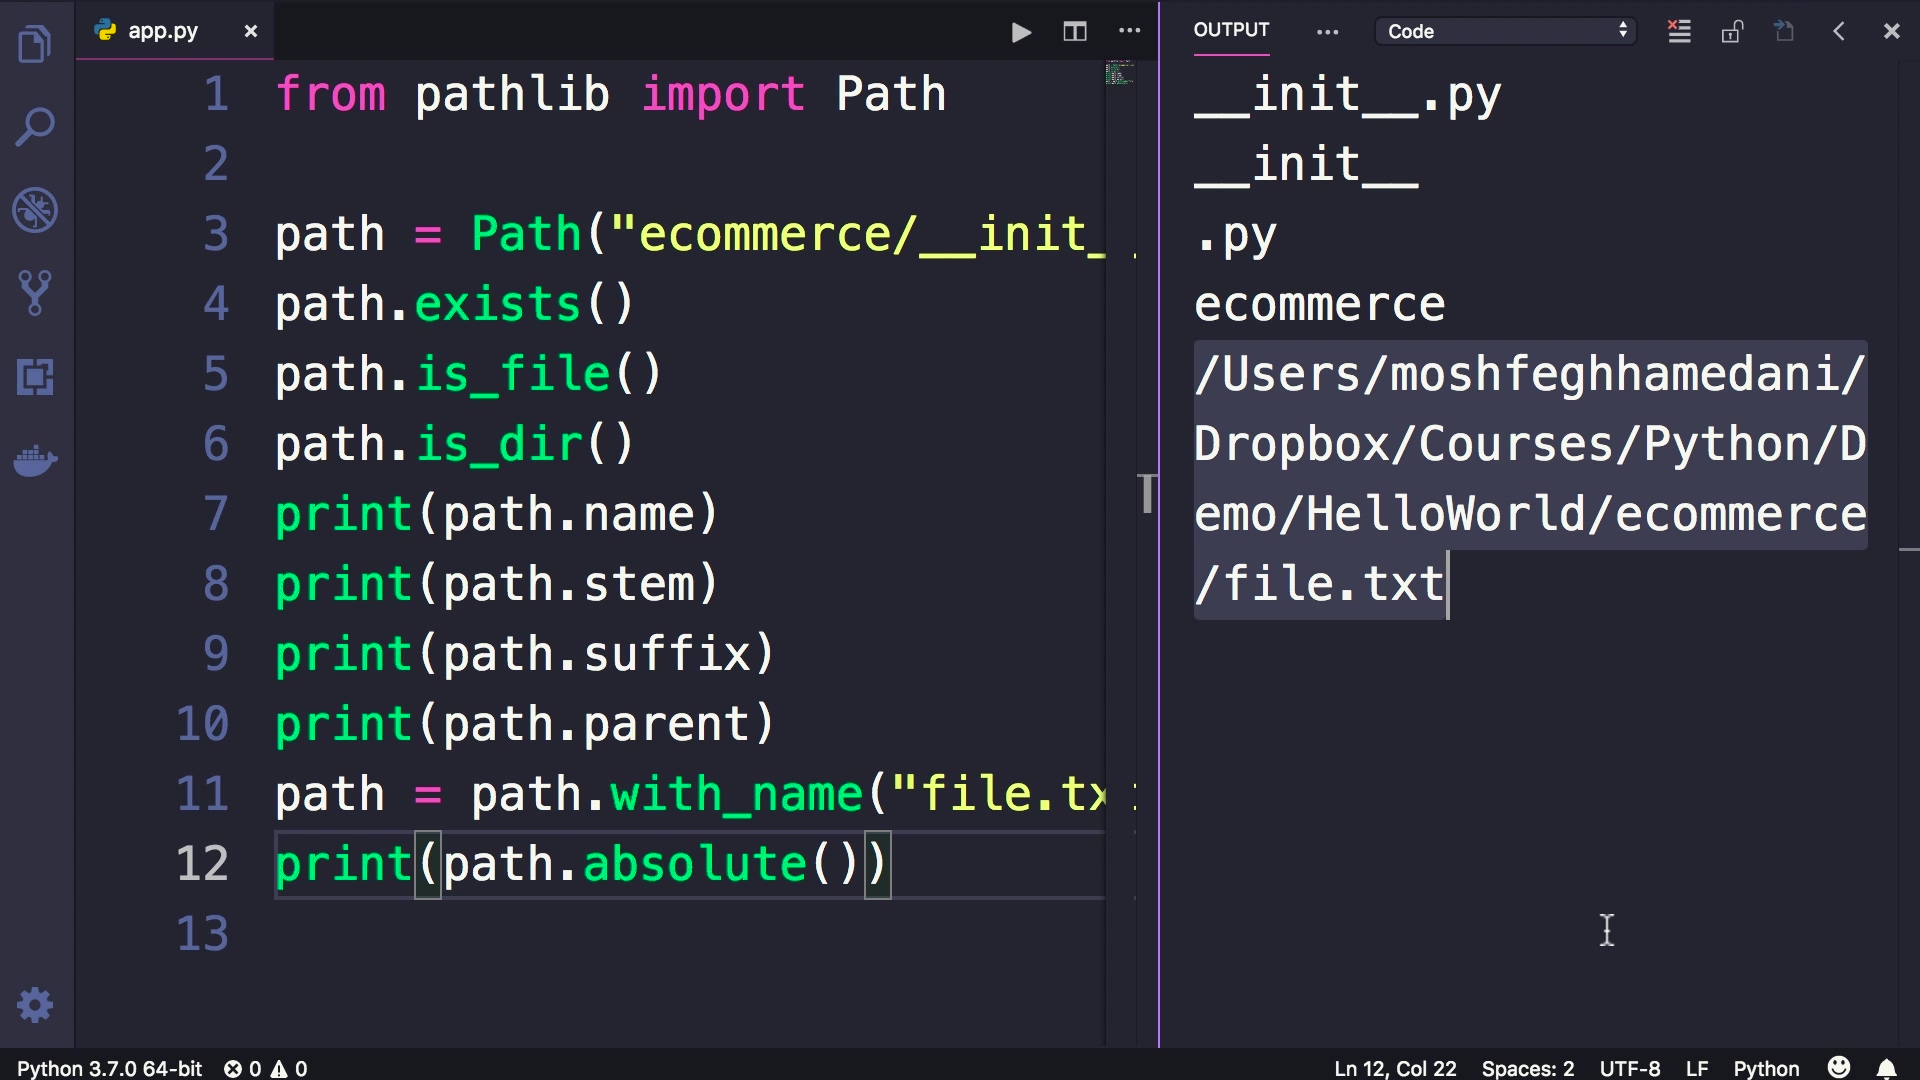 app.py
OUTPUT
Code
1 from pathlib import Path
2
3 path = Path("ecommerce/__init_
4 path.exists()
5 path.is_file()
6 path.is_dir()
7 print(path.name)
8 print(path.stem)
9 print(path.suffix)
10 print(path.parent)
11 path = path.with_name("file.tx
12 print(path.absolute())
13
__init__.py
__init__
.py
ecommerce
/Users/moshfeghhamedani/
Dropbox/Courses/Python/D
emo/HelloWorld/ecommerce
/file.txt
Python 3.7.0 64-bit 0 0
Ln 12, Col 22 Spaces: 2 UTF-8 LF Python